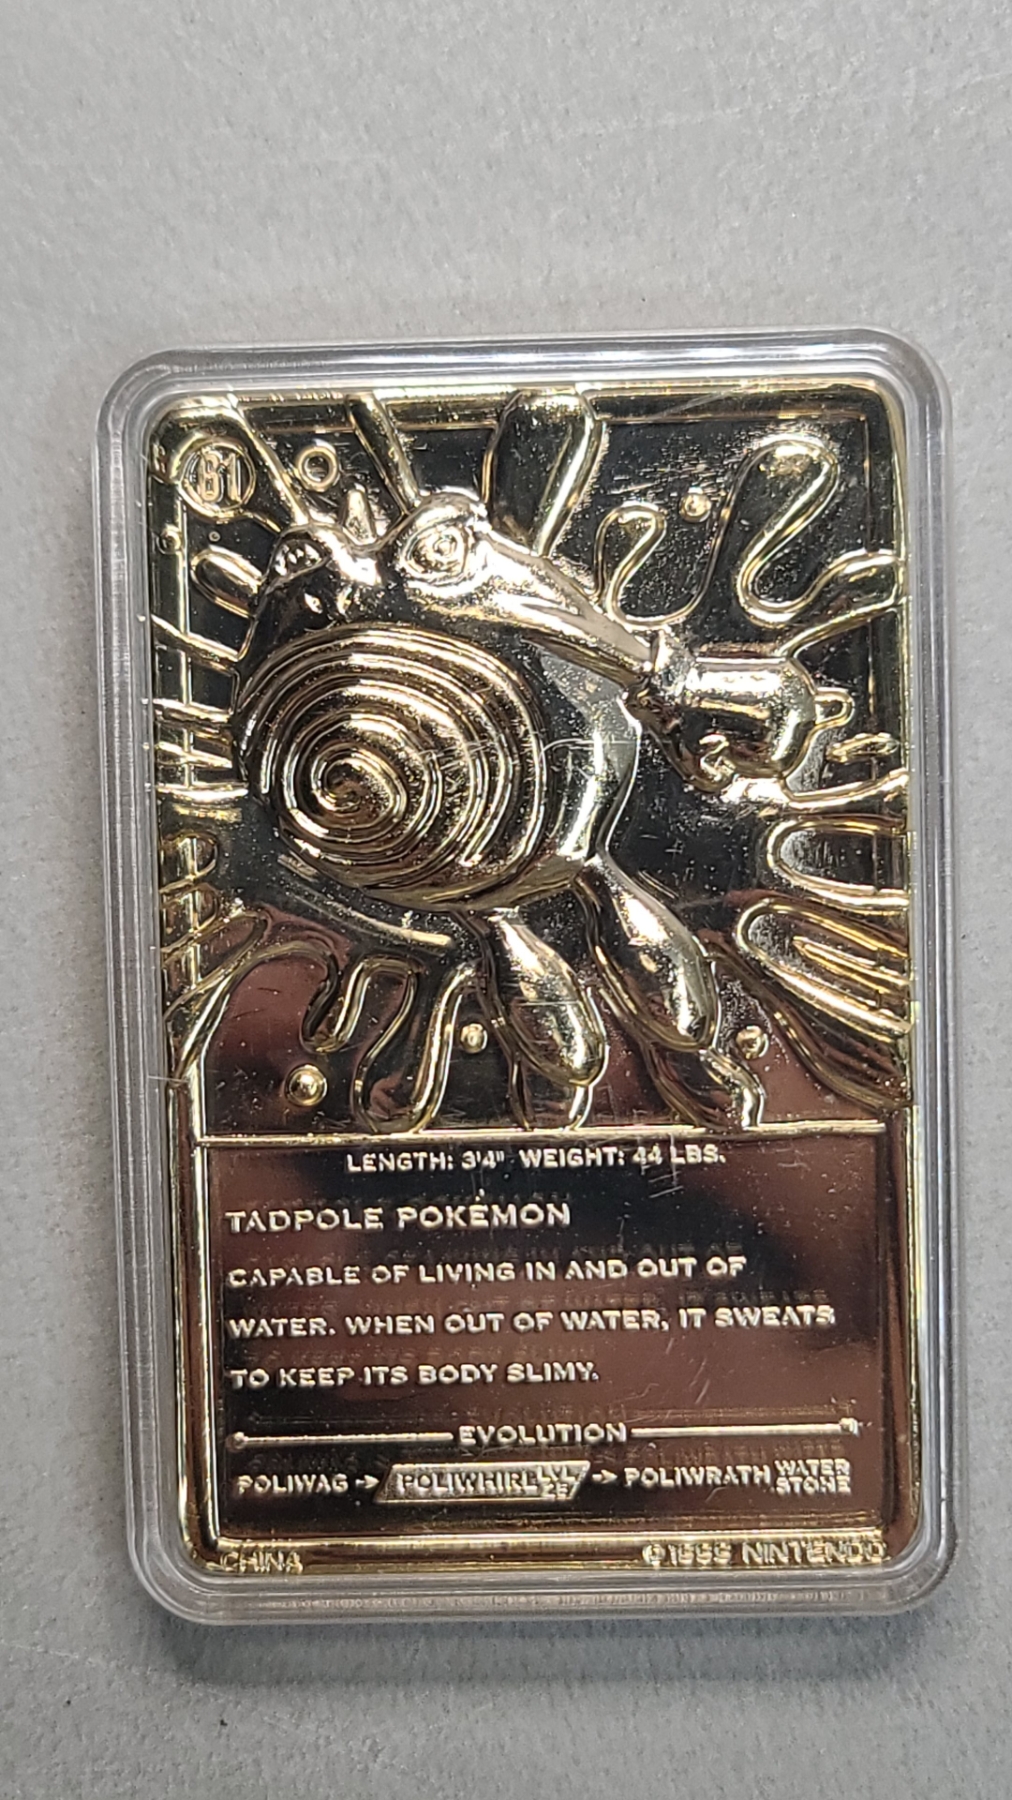 61
LENGTH: 3'4" WEIGHT: 44 LBS.
TADPOLE POKÉMON
CAPABLE OF LIVING IN AND OUT OF
WATER. WHEN OUT OF WATER, IT SWEATS
TO KEEP ITS BODY SLIMY.
EVOLUTION
POLIWAG → POLIWHIRL LVL 25 → POLIWRATH WATER STONE
CHINA ©1999 NINTENDO